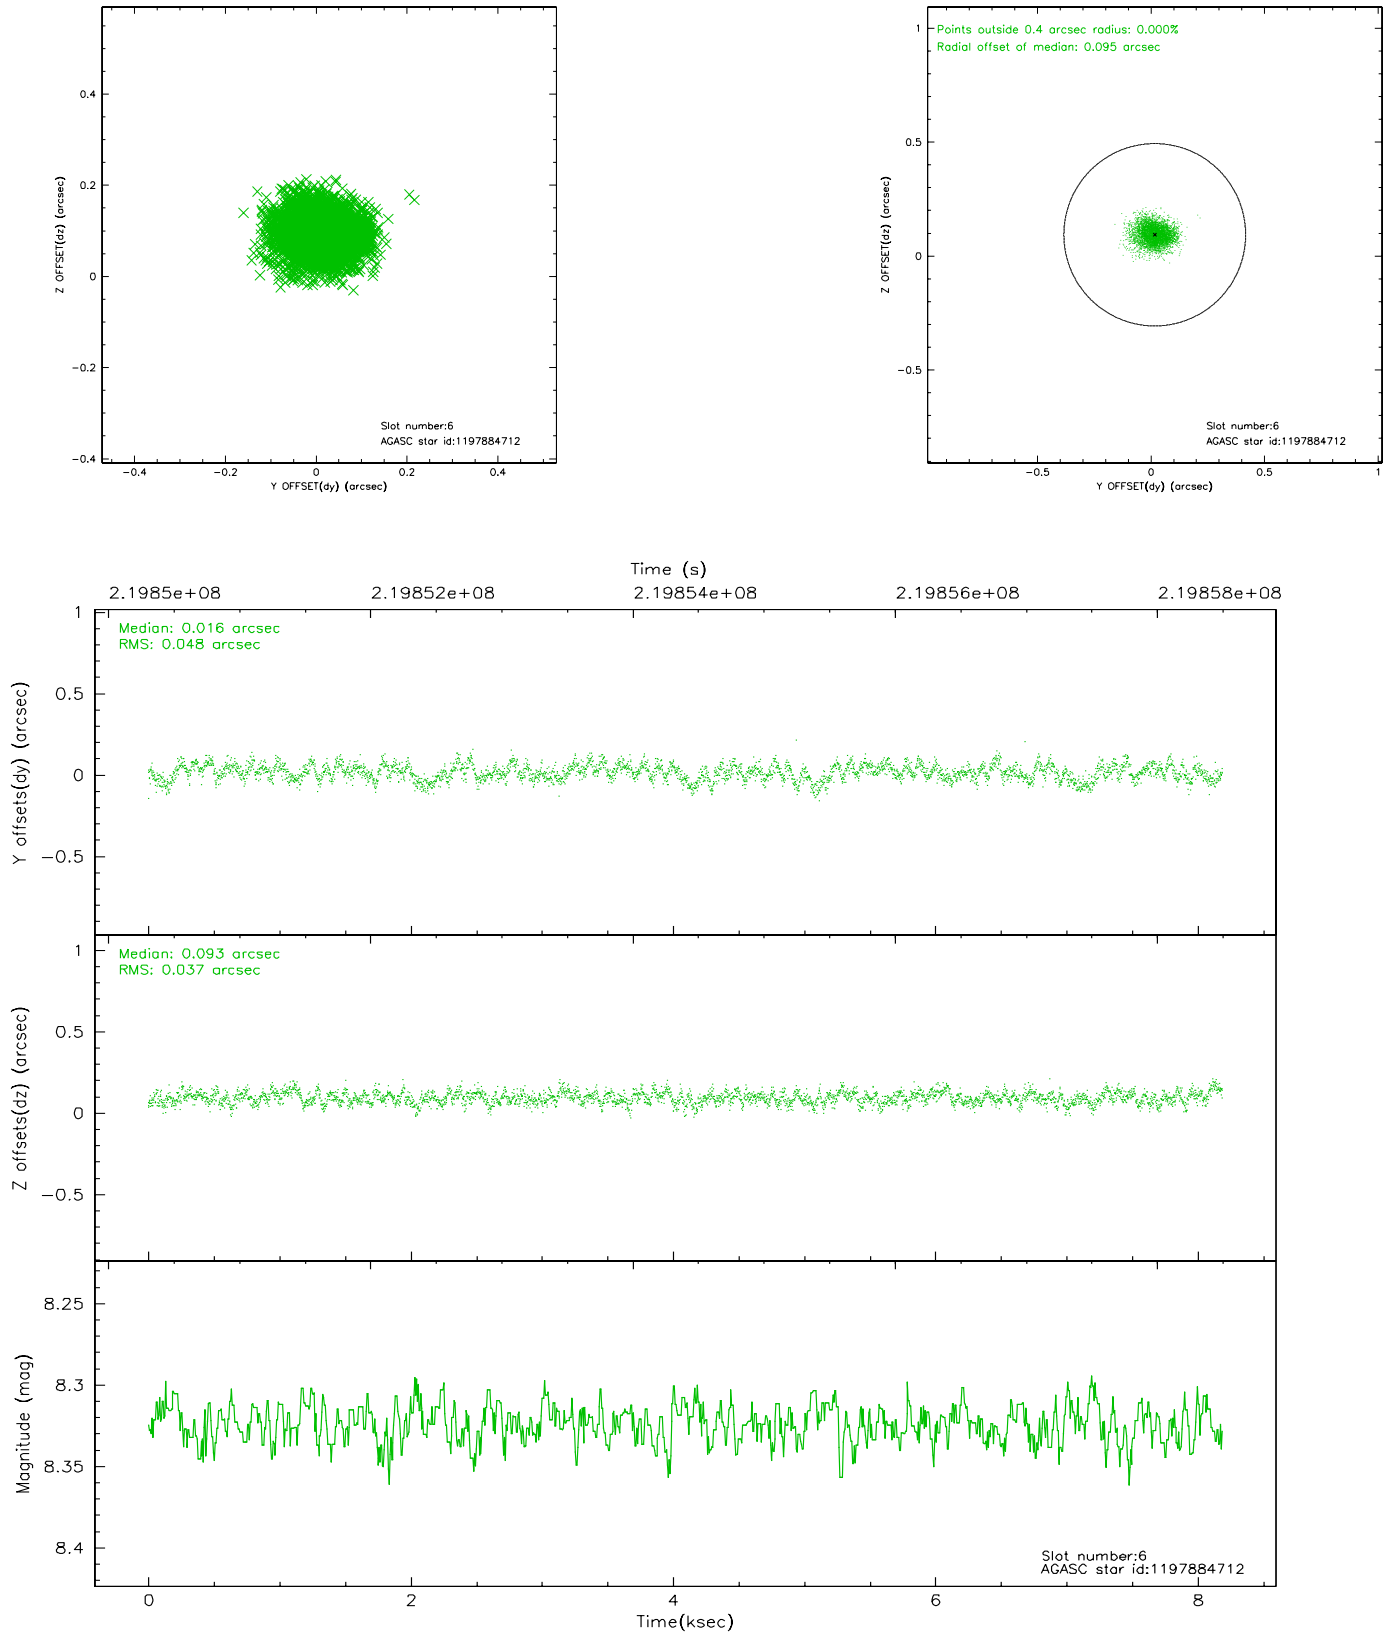 0.4
0.2
0
−0.2
−0.4
Z OFFSET(dz) (arcsec)
Slot number:6
AGASC star id:1197884712
−0.4 −0.2 0 0.2 0.4
Y OFFSET(dy) (arcsec)
Points outside 0.4 arcsec radius: 0.000%
Radial offset of median: 0.095 arcsec
1
0.5
0
−0.5
Z OFFSET(dz) (arcsec)
Slot number:6
AGASC star id:1197884712
−0.5 0 0.5 1
Y OFFSET(dy) (arcsec)
Time (s)
2.1985e+08 2.19852e+08 2.19854e+08 2.19856e+08 2.19858e+08
Median: 0.016 arcsec
RMS: 0.048 arcsec
1
0.5
0
−0.5
Y offsets(dy) (arcsec)
Median: 0.093 arcsec
RMS: 0.037 arcsec
1
0.5
0
−0.5
Z offsets(dz) (arcsec)
8.25
8.3
8.35
8.4
Magnitude (mag)
Slot number:6
AGASC star id:1197884712
0 2 4 6 8
Time(ksec)